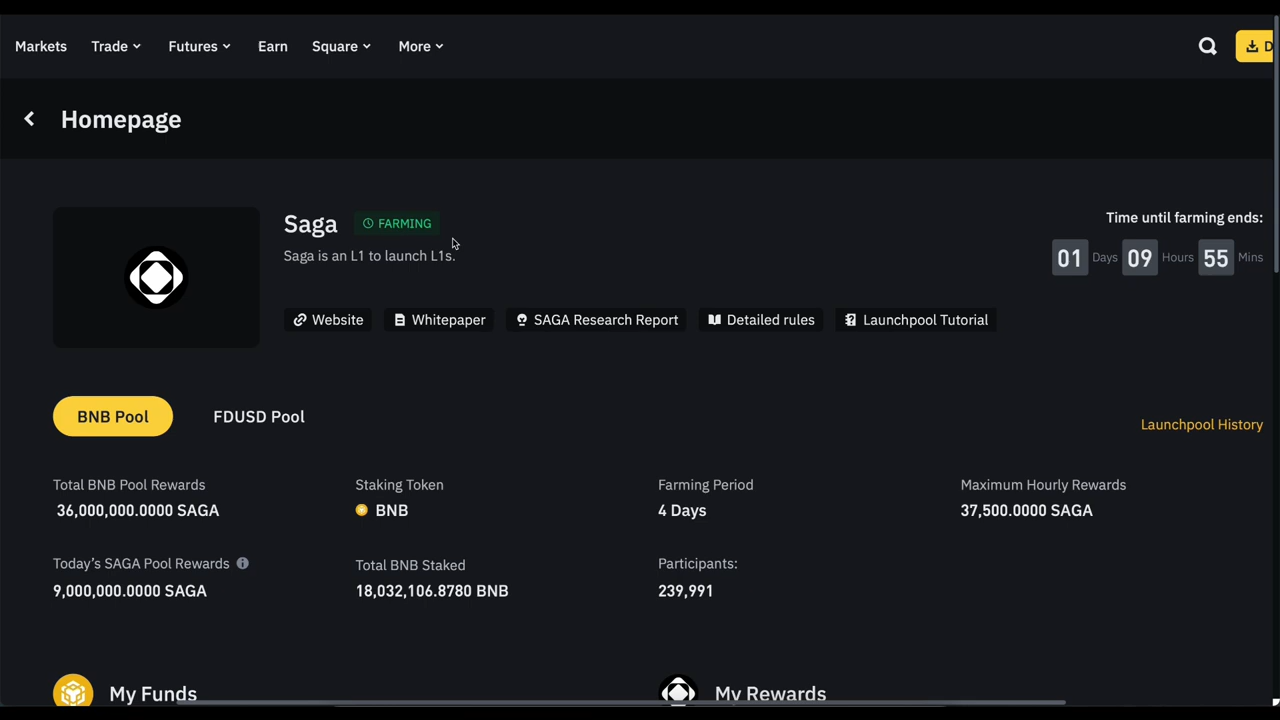 Markets Trade Futures Earn Square More D
Homepage
Saga FARMING
Saga is an L1 to launch L1s.
Time until farming ends:
01 Days 09 Hours 55 Mins
Website Whitepaper SAGA Research Report Detailed rules Launchpool Tutorial
BNB Pool FDUSD Pool
Launchpool History
Total BNB Pool Rewards Staking Token Farming Period Maximum Hourly Rewards
36,000,000.0000 SAGA BNB 4 Days 37,500.0000 SAGA
Today’s SAGA Pool Rewards Total BNB Staked Participants:
9,000,000.0000 SAGA 18,032,106.8780 BNB 239,991
My Funds My Rewards